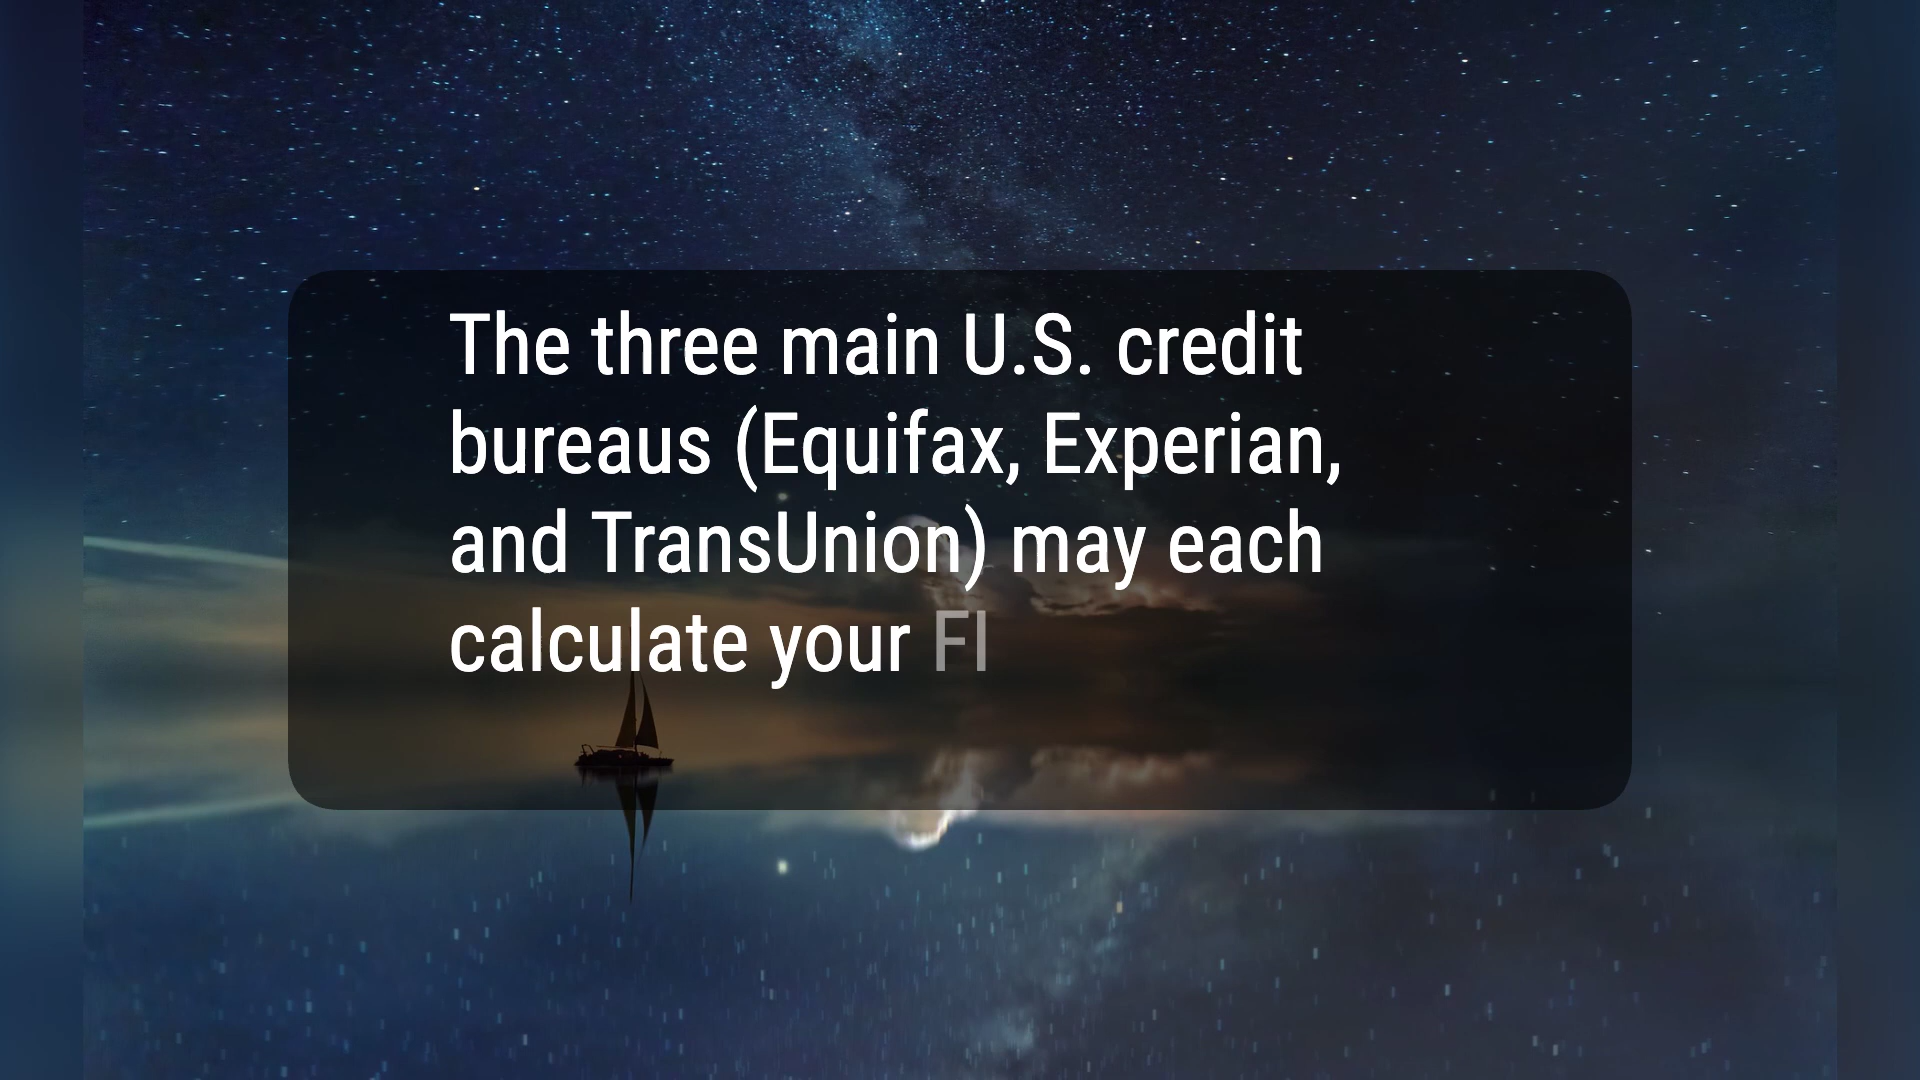 The three main U.S. credit
bureaus (Equifax, Experian,
and TransUnion) may each
calculate your FI